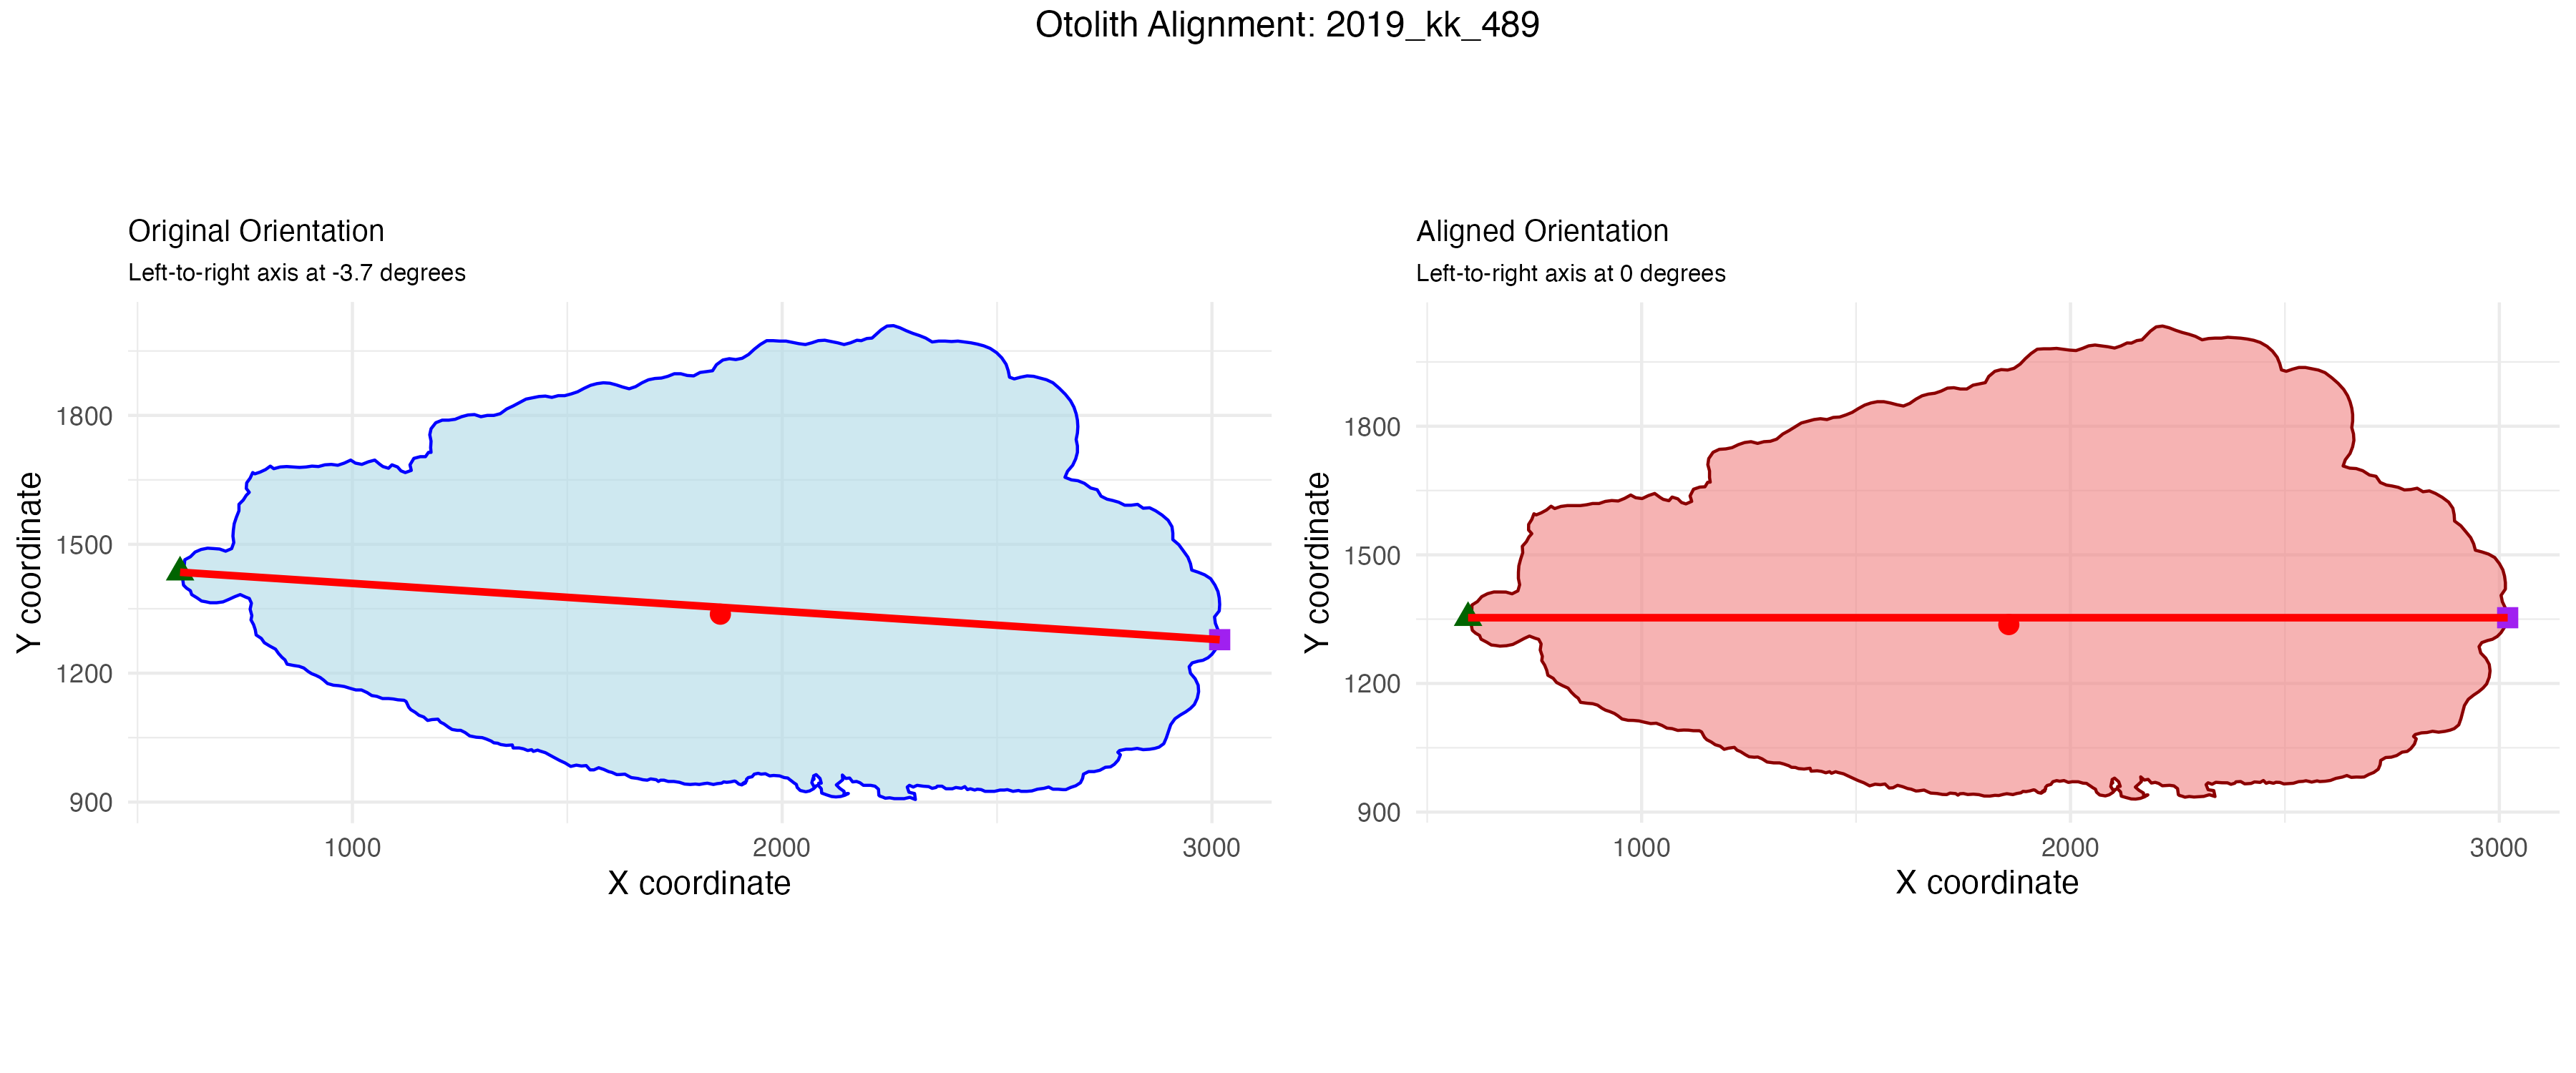 Otolith Alignment: 2019_kk_489
Original Orientation
Left-to-right axis at -3.7 degrees
Y coordinate
1800
1500
1200
900
1000
2000
3000
X coordinate
Aligned Orientation
Left-to-right axis at 0 degrees
Y coordinate
1800
1500
1200
900
1000
2000
3000
X coordinate